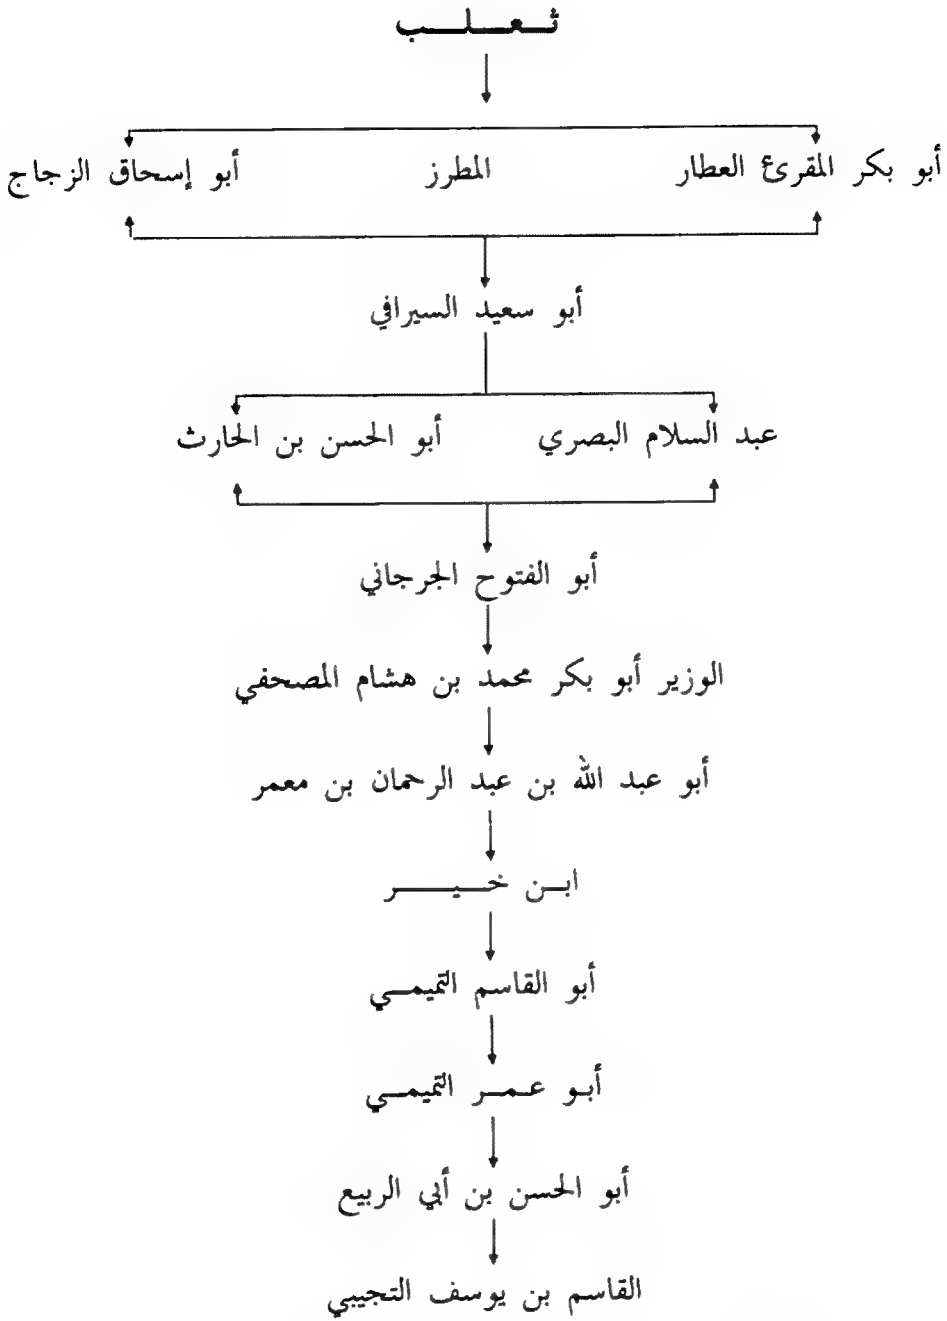 ثعلب
أبو بكر المقرئ العطار المطرز أبو إسحاق الزجاج
أبو سعيد السيرافي
عبد السلام البصري أبو الحسن بن الحارث
أبو الفتوح الجرجاني
الوزير أبو بكر محمد بن هشام المصحفي
أبو عبد الله بن عبد الرحمان بن معمر
ابن خير
أبو القاسم التميمي
أبو عمر التميمي
أبو الحسن بن أبي الربيع
القاسم بن يوسف التجيبي